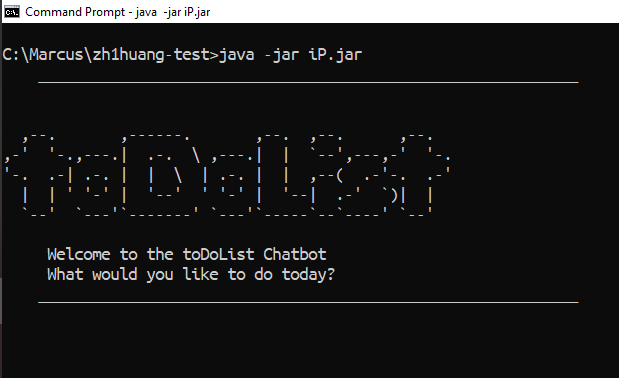 Command Prompt - java  -jar iP.jar
C:\Marcus\zh1huang-test>java -jar iP.jar
toDoList
Welcome to the toDoList Chatbot
What would you like to do today?